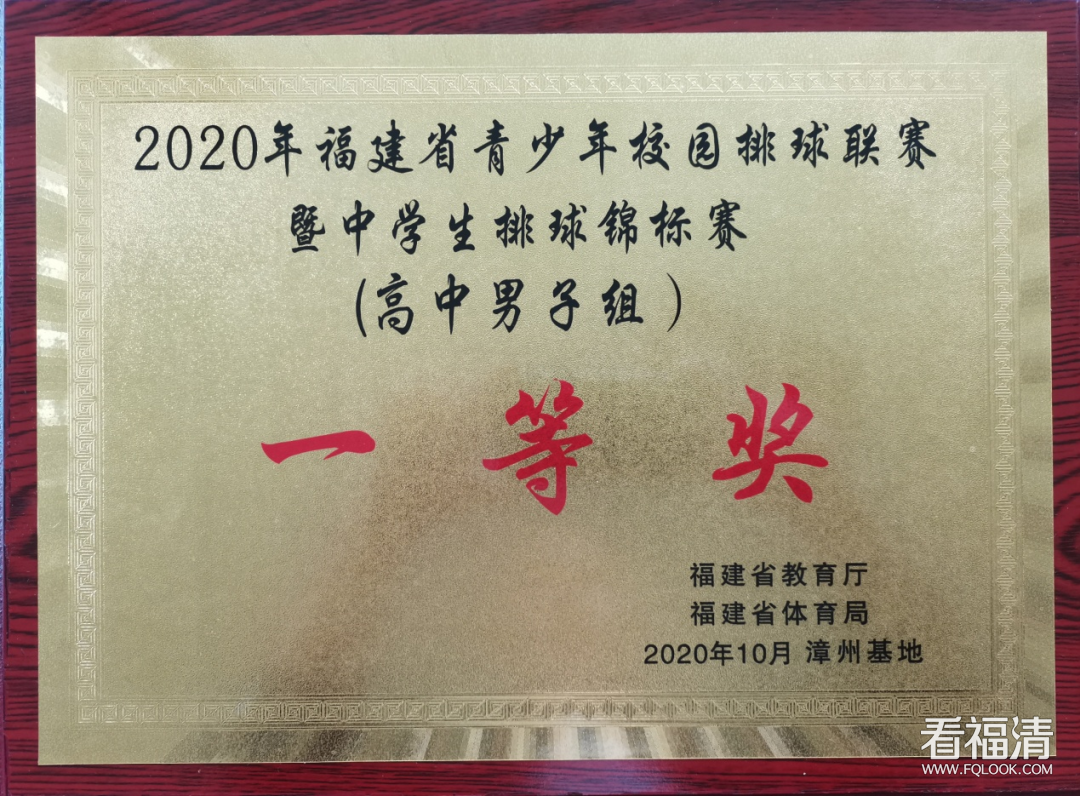 2020年福建省青少年校园排球联赛
暨中学生排球锦标赛
(高中男子组)
一等奖
福建省教育厅
福建省体育局
2020年10月 漳州基地
看福清
WWW.FQLOOK.COM